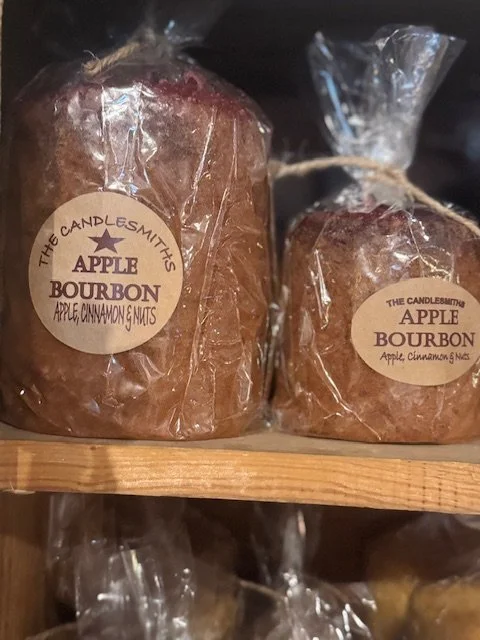 THE CANDLESMITHS
APPLE
BOURBON
APPLE, CINNAMON & NUTS
THE CANDLESMITHS
APPLE
BOURBON
Apple, Cinnamon & Nuts